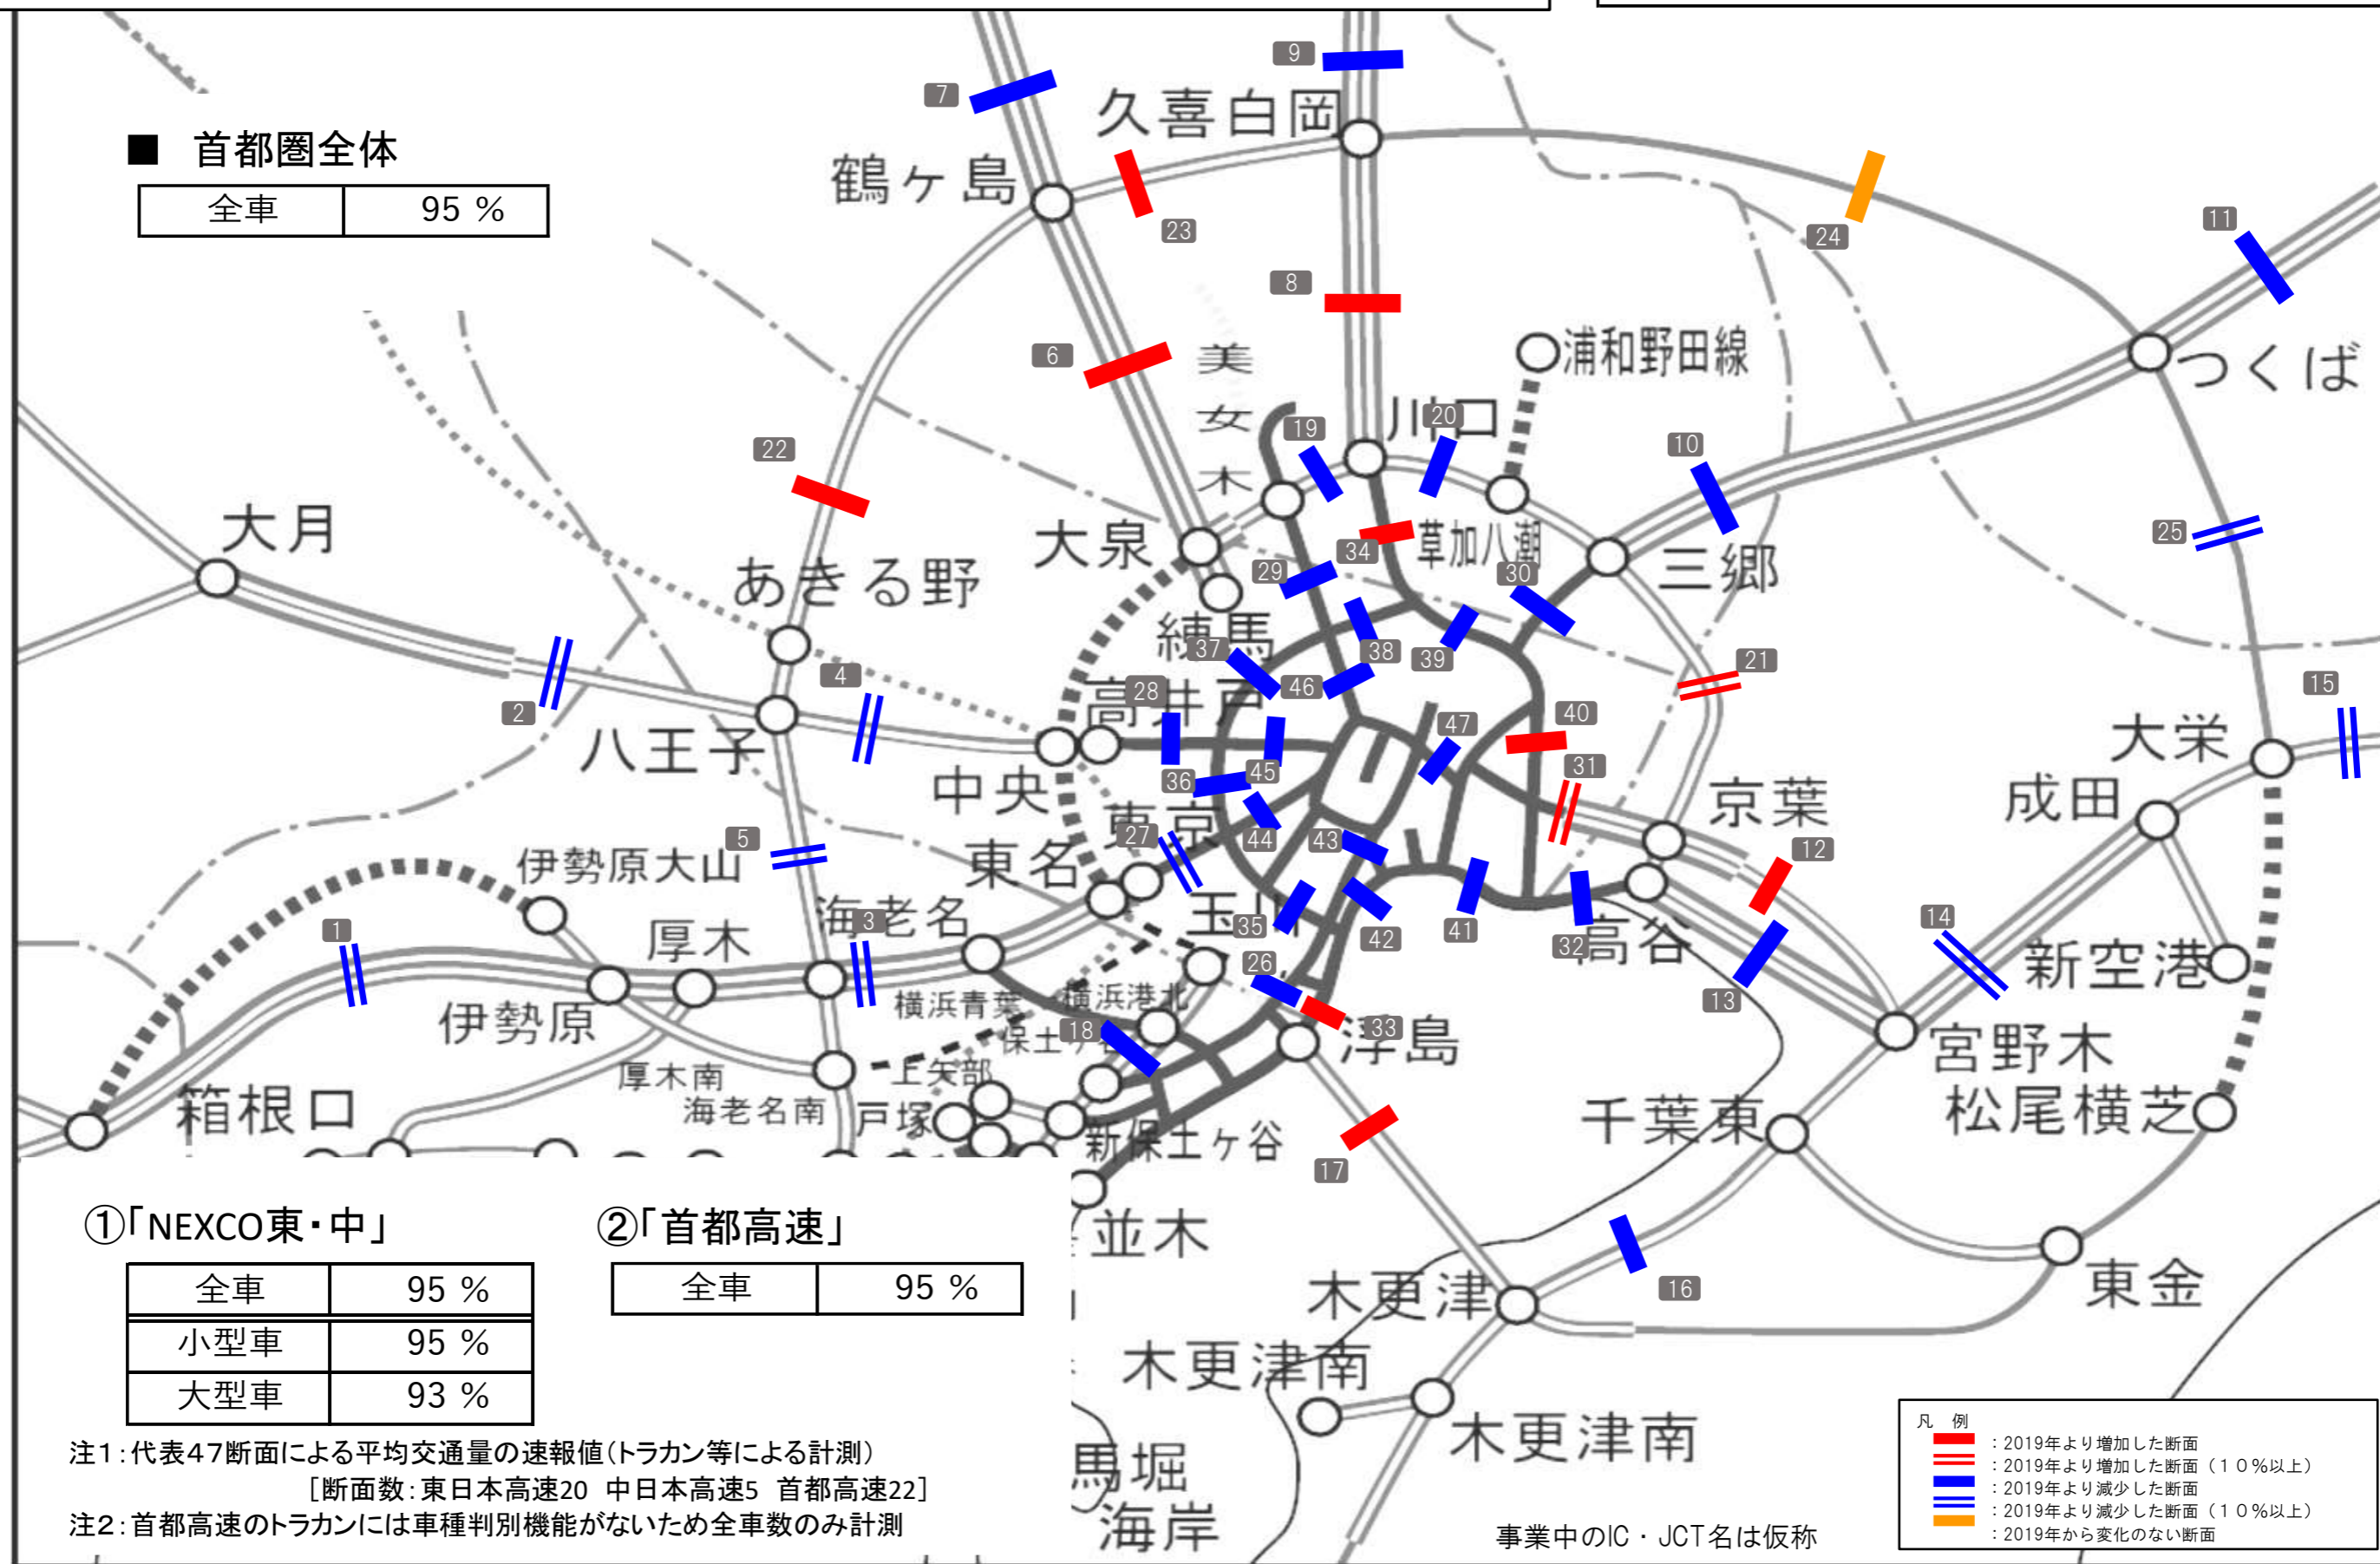 ■ 首都圏全体
全車 95 %
7
9
久喜白岡
鶴ヶ島
23
24
11
8
6
美女木
浦和野田線
つくば
川口
19
20
10
22
大月
大泉
34
草加八潮
三郷
25
あきる野
29
30
練馬
37
38
39
21
15
2
4
高井戸
28
46
47
40
八王子
大栄
中央
36
45
31
京葉
成田
5
東京
27
44
43
12
伊勢原大山
東名
海老名
3
玉川
1
厚木
35
42
41
32
高谷
14
新空港
26
伊勢原
横浜青葉
横浜港北
13
18
保土ヶ谷
33
浮島
宮野木
厚木南
上矢部
箱根口
海老名南
戸塚
新保土ヶ谷
千葉東
松尾横芝
17
並木
16
東金
木更津
木更津南
木更津南
馬堀
海岸
①「NEXCO東・中」
全車 95 %
小型車 95 %
大型車 93 %
②「首都高速」
全車 95 %
注1:代表47断面による平均交通量の速報値(トラカン等による計測)
[断面数:東日本高速20 中日本高速5 首都高速22]
注2:首都高速のトラカンには車種判別機能がないため全車数のみ計測
事業中のIC・JCT名は仮称
凡 例
:2019年より増加した断面
:2019年より増加した断面(10%以上)
:2019年より減少した断面
:2019年より減少した断面(10%以上)
:2019年から変化のない断面